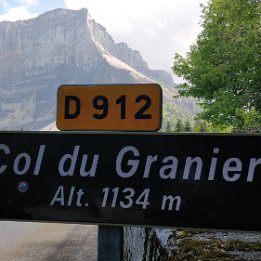 D 912
Col du Granier
Alt. 1134 m